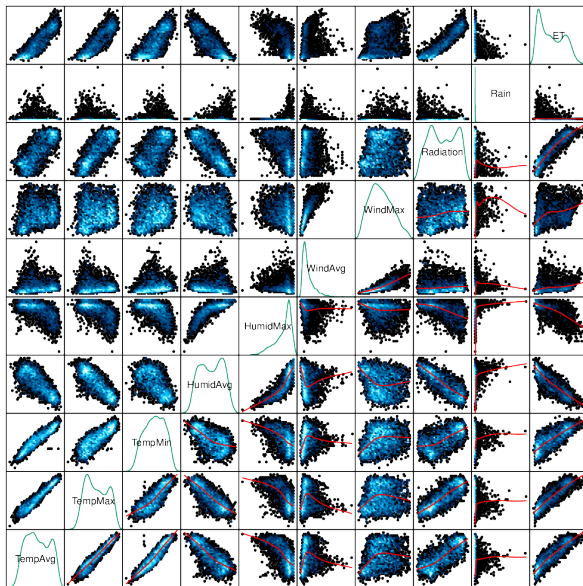 ET
Rain
Radiation
WindMax
WindAvg
HumidMax
HumidAvg
TempMin
TempMax
TempAvg